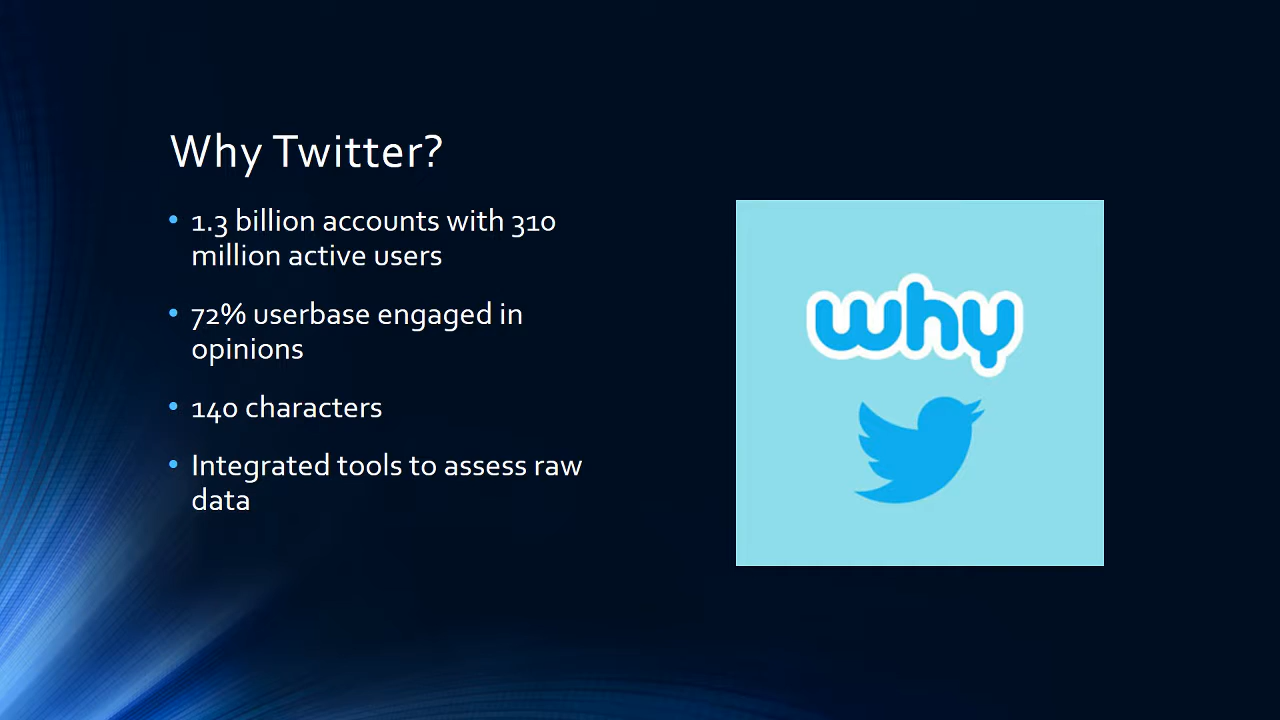 Why Twitter?
• 1.3 billion accounts with 310
million active users
• 72% userbase engaged in
opinions
• 140 characters
• Integrated tools to assess raw
data
why